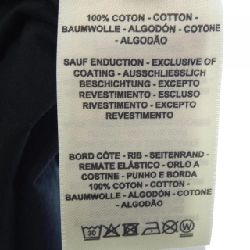 100% COTON - COTTON -
BAUMWOLLE - ALGODÓN - COTONE
- ALGODÃO
SAUF ENDUCTION - EXCLUSIVE OF
COATING - AUSSCHLIESSLICH
BESCHICHTUNG - EXCEPTO
REVESTIMIENTO - ESCLUSO
RIVESTIMENTO - EXCEPTO
REVESTIMENTO
BORD CÔTE - RIB - SEITENRAND -
REMATE ELÁSTICO - ORLO A
COSTINE - PUNHO E BORDA
100% COTON - COTTON -
BAUMWOLLE - ALGODÓN - COTONE
- ALGODÃO
30